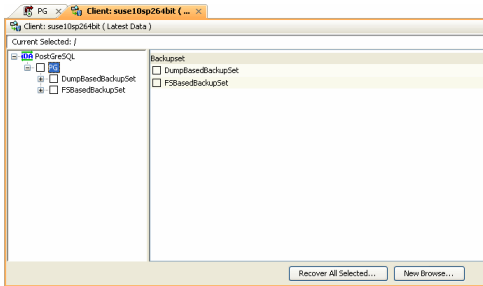 PG
Client: suse10sp264bit ( ...
Client: suse10sp264bit ( Latest Data )
Current Selected: /
iDA PostGreSQL
PG
DumpBasedBackupSet
FSBasedBackupSet
Backupset
DumpBasedBackupSet
FSBasedBackupSet
Recover All Selected... New Browse...